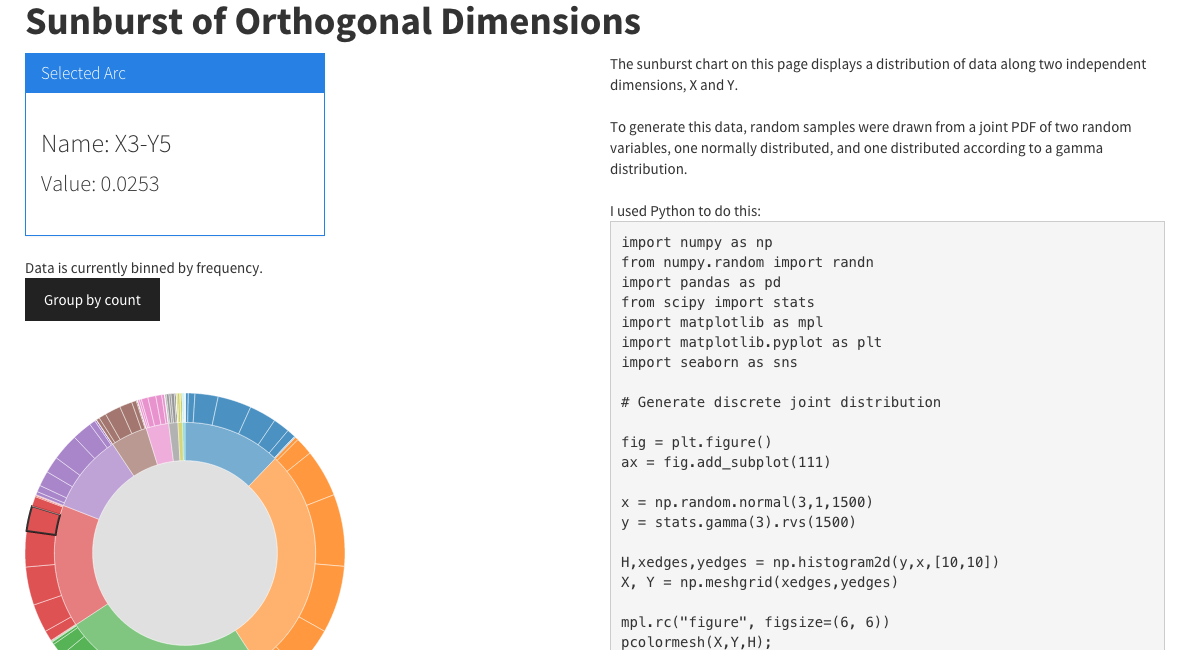 Sunburst of Orthogonal Dimensions
Selected Arc
Name: X3-Y5
Value: 0.0253
Data is currently binned by frequency.
Group by count
The sunburst chart on this page displays a distribution of data along two independent
dimensions, X and Y.
To generate this data, random samples were drawn from a joint PDF of two random
variables, one normally distributed, and one distributed according to a gamma
distribution.
I used Python to do this:
import numpy as np
from numpy.random import randn
import pandas as pd
from scipy import stats
import matplotlib as mpl
import matplotlib.pyplot as plt
import seaborn as sns
# Generate discrete joint distribution
fig = plt.figure()
ax = fig.add_subplot(111)
x = np.random.normal(3,1,1500)
y = stats.gamma(3).rvs(1500)
H,xedges,yedges = np.histogram2d(y,x,[10,10])
X, Y = np.meshgrid(xedges,yedges)
mpl.rc("figure", figsize=(6, 6))
pcolormesh(X,Y,H);